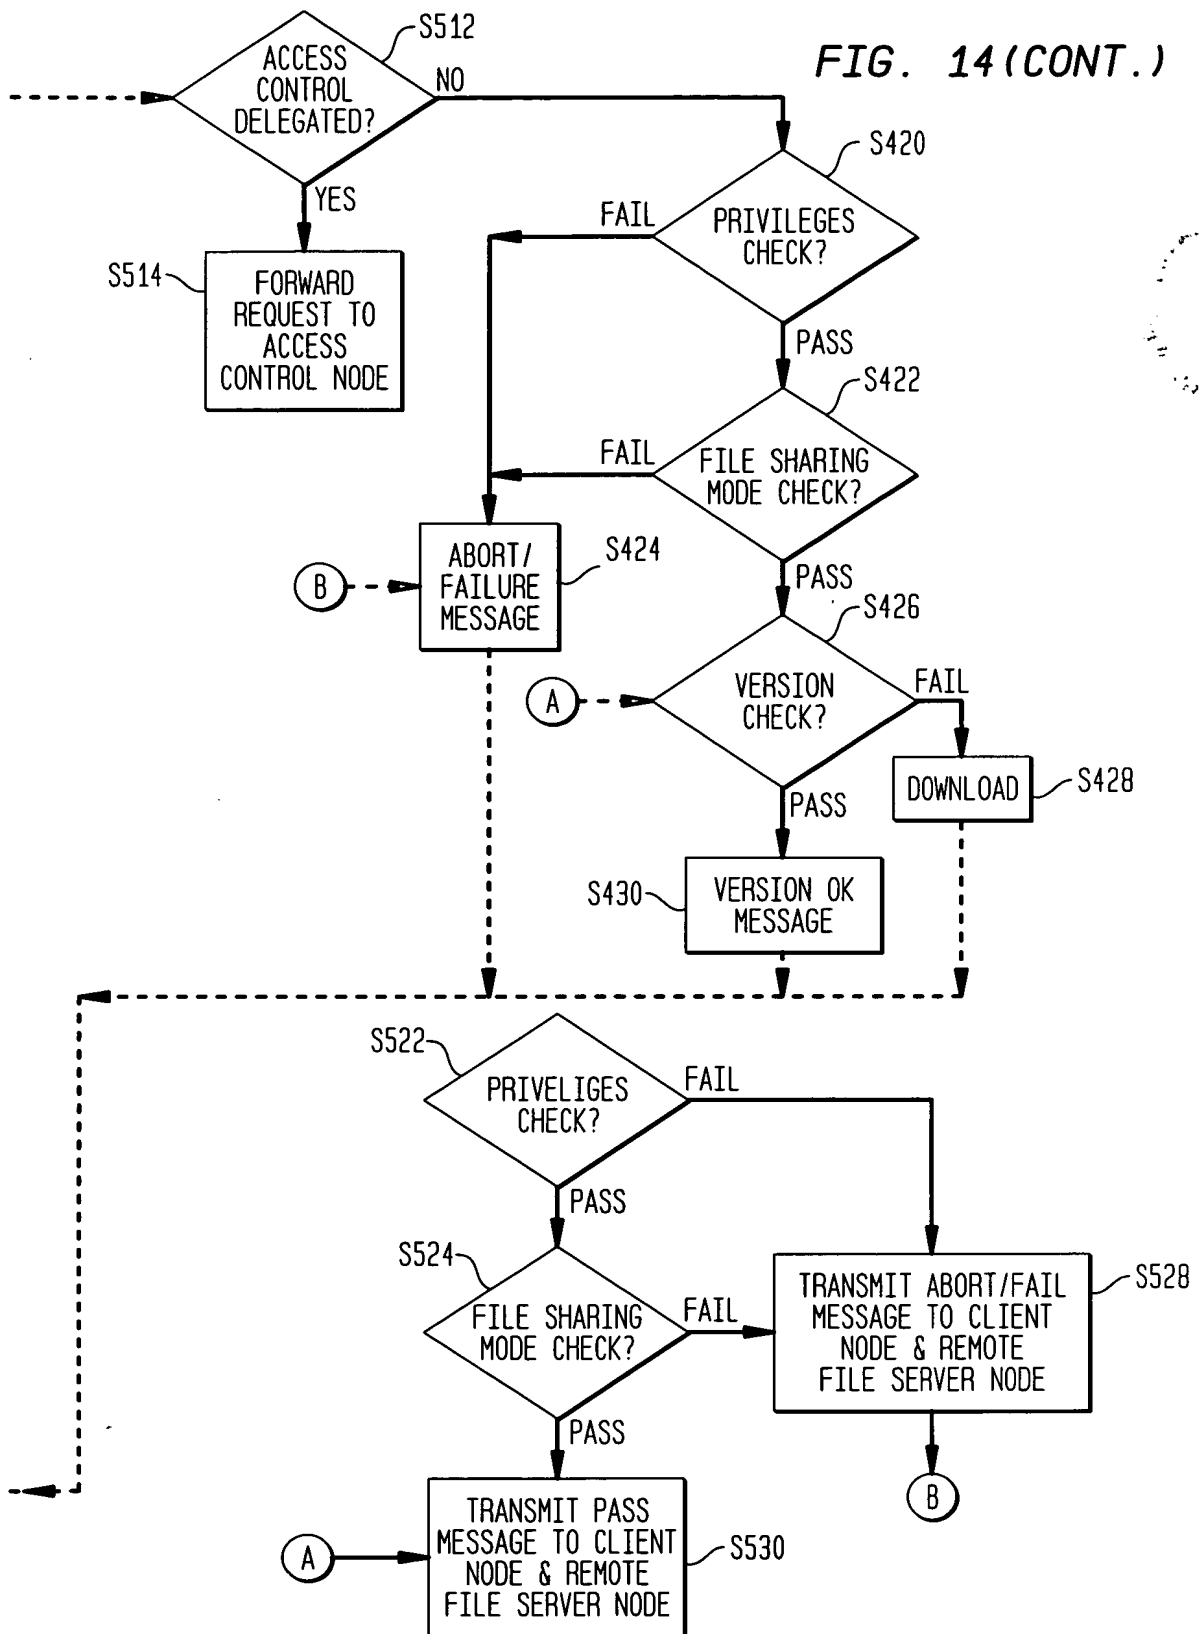 FIG. 14(CONT.)
S512
ACCESS
CONTROL
DELEGATED?
NO
YES
S514
FORWARD
REQUEST TO
ACCESS
CONTROL NODE
S420
PRIVILEGES
CHECK?
FAIL
PASS
S422
FILE SHARING
MODE CHECK?
FAIL
PASS
S424
ABORT/
FAILURE
MESSAGE
B
S426
VERSION
CHECK?
A
FAIL
PASS
S428
DOWNLOAD
S430
VERSION OK
MESSAGE
S522
PRIVELIGES
CHECK?
FAIL
PASS
S524
FILE SHARING
MODE CHECK?
FAIL
PASS
S528
TRANSMIT ABORT/FAIL
MESSAGE TO CLIENT
NODE & REMOTE
FILE SERVER NODE
B
A
S530
TRANSMIT PASS
MESSAGE TO CLIENT
NODE & REMOTE
FILE SERVER NODE